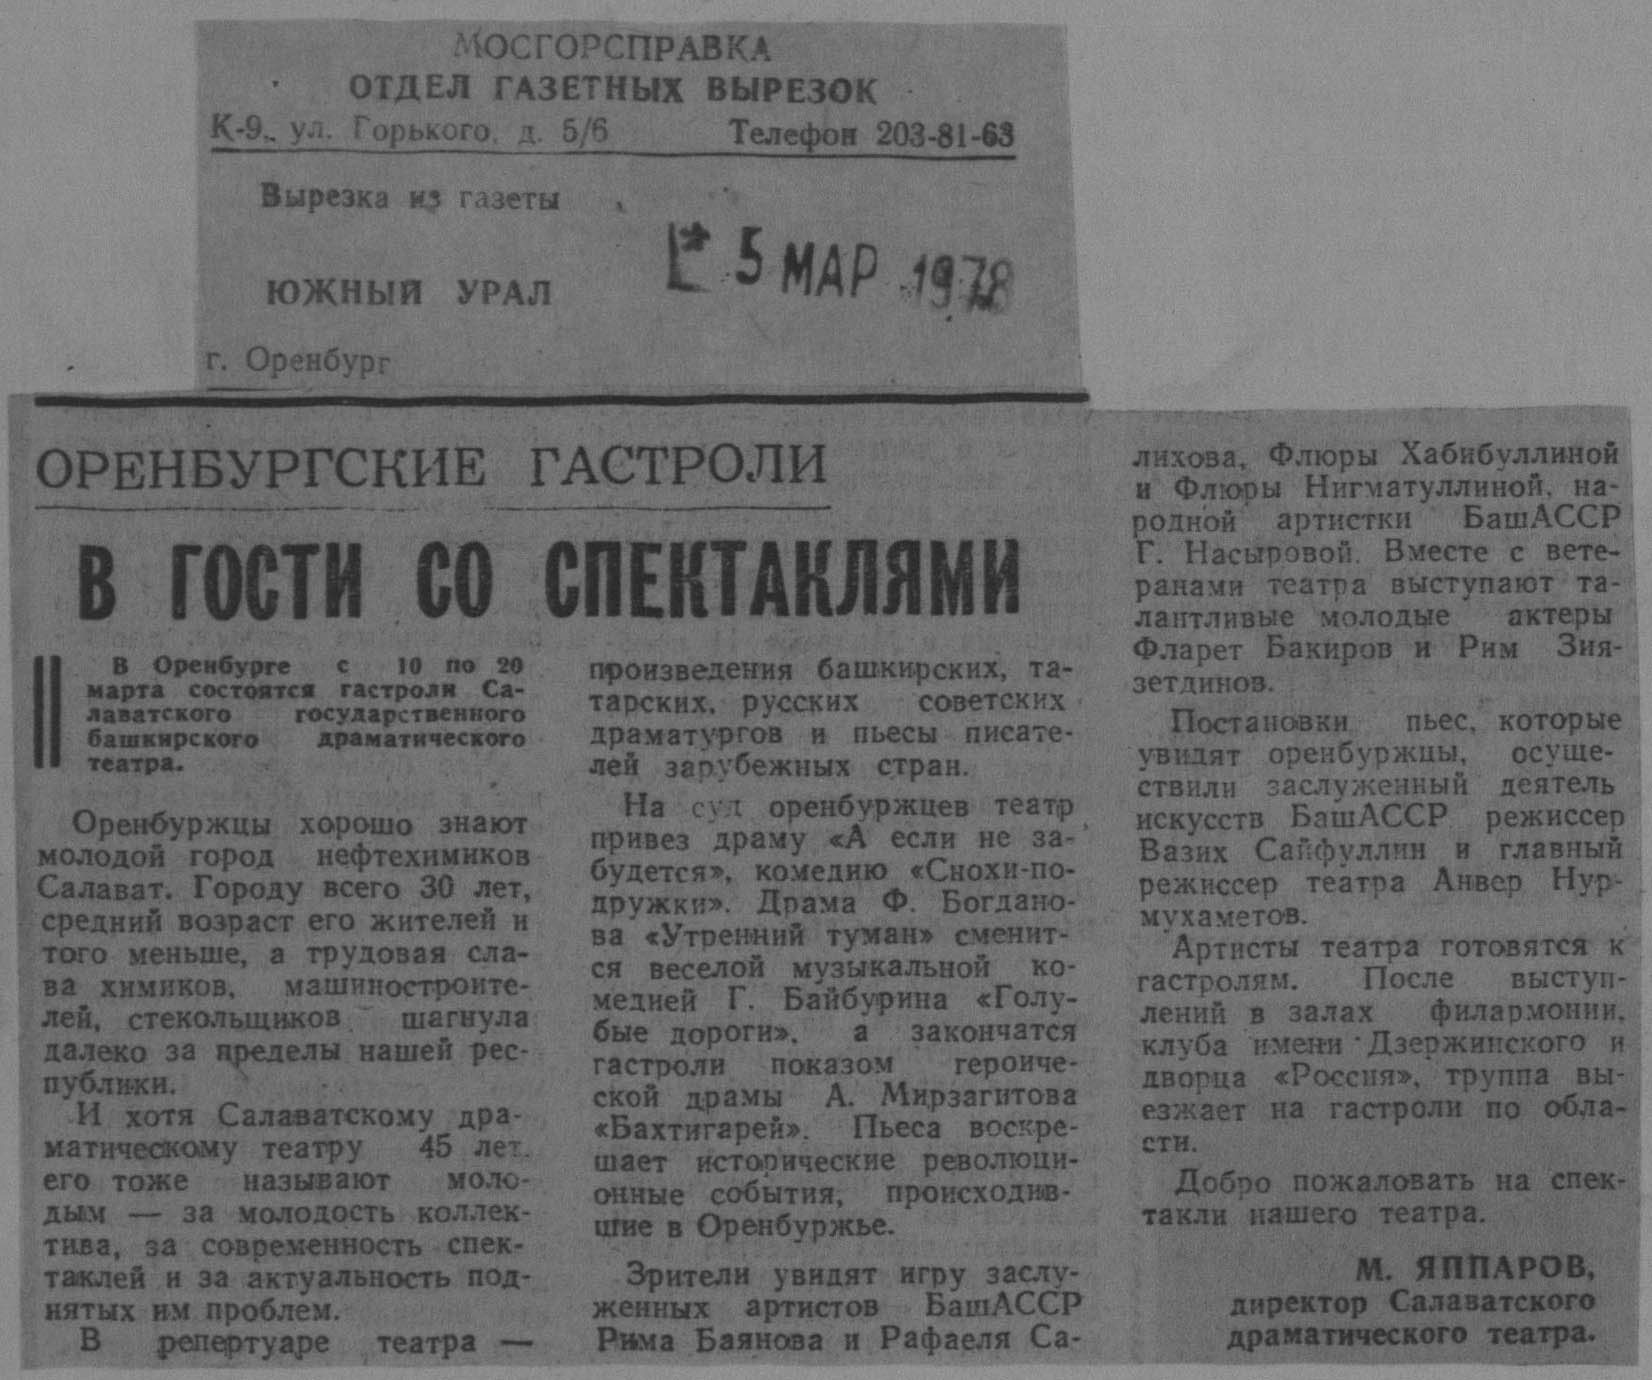 МОСГОРСПРАВКА
ОТДЕЛ ГАЗЕТНЫХ ВЫРЕЗОК
К-9, ул. Горького, д. 5/6 Телефон 203-81-63
Вырезка из газеты
5 МАР 1978
ЮЖНЫЙ УРАЛ
г. Оренбург
ОРЕНБУРГСКИЕ ГАСТРОЛИ
В ГОСТИ СО СПЕКТАКЛЯМИ
В Оренбурге с 10 по 20
марта состоятся гастроли Са-
лаватского государственного
башкирского драматического
театра.
Оренбуржцы хорошо знают
молодой город нефтехимиков
Салават. Городу всего 30 лет,
средний возраст его жителей и
того меньше, а трудовая сла-
ва химиков, машиностроите-
лей, стекольщиков шагнула
далеко за пределы нашей рес-
публики.
И хотя Салаватскому дра-
матическому театру 45 лет,
его тоже называют моло-
дым — за молодость коллек-
тива, за современность спек-
таклей и за актуальность под-
нятых им проблем.
В репертуаре театра —
произведения башкирских, та-
тарских, русских советских
драматургов и пьесы писате-
лей зарубежных стран.
На суд оренбуржцев театр
привез драму «А если не за-
будется», комедию «Снохи-по-
дружки». Драма Ф. Богдано-
ва «Утренний туман» сменит-
ся веселой музыкальной ко-
медией Г. Байбурина «Голу-
бые дороги», а закончатся
гастроли показом героиче-
ской драмы А. Мирзагитова
«Бахтигарей». Пьеса воскре-
шает исторические революци-
онные события, происходив-
шие в Оренбуржье.
Зрители увидят игру заслу-
женных артистов БашАССР
Рима Баянова и Рафаеля Са-
лихова, Флюры Хабибуллиной
и Флюры Нигматуллиной, на-
родной артистки БашАССР
Г. Насыровой. Вместе с вете-
ранами театра выступают та-
лантливые молодые актеры
Фларет Бакиров и Рим Зия-
зетдинов.
Постановки пьес, которые
увидят оренбуржцы, осуще-
ствили заслуженный деятель
искусств БашАССР режиссер
Вазих Сайфуллин и главный
режиссер театра Анвер Нур-
мухаметов.
Артисты театра готовятся к
гастролям. После выступ-
лений в залах филармонии,
клуба имени Дзержинского и
дворца «Россия», труппа вы-
езжает на гастроли по обла-
сти.
Добро пожаловать на спек-
такли нашего театра.
М. ЯППАРОВ,
директор Салаватского
драматического театра.